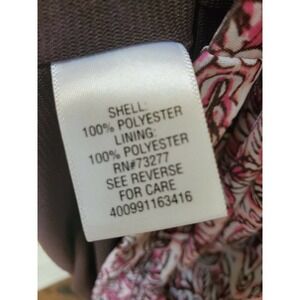 SHELL:
100% POLYESTER
LINING:
100% POLYESTER
RN#73277
SEE REVERSE
FOR CARE
400991163416